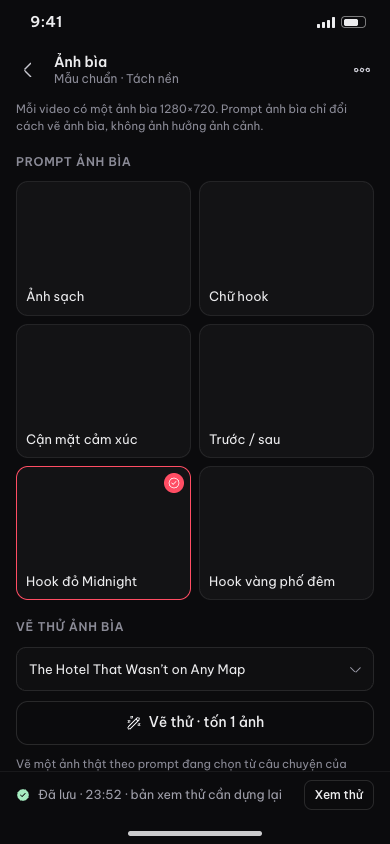 9:41
Ảnh bìa
Mẫu chuẩn · Tách nền
Mỗi video có một ảnh bìa 1280×720. Prompt ảnh bìa chỉ đổi
cách vẽ ảnh bìa, không ảnh hưởng ảnh cảnh.
PROMPT ẢNH BÌA
Ảnh sạch
Chữ hook
Cận mặt cảm xúc
Trước / sau
Hook đỏ Midnight
Hook vàng phố đêm
VẼ THỬ ẢNH BÌA
The Hotel That Wasn't on Any Map
Vẽ thử · tốn 1 ảnh
Vẽ một ảnh thật theo prompt đang chọn từ câu chuyện của
Đã lưu · 23:52 · bản xem thử cần dựng lại
Xem thử